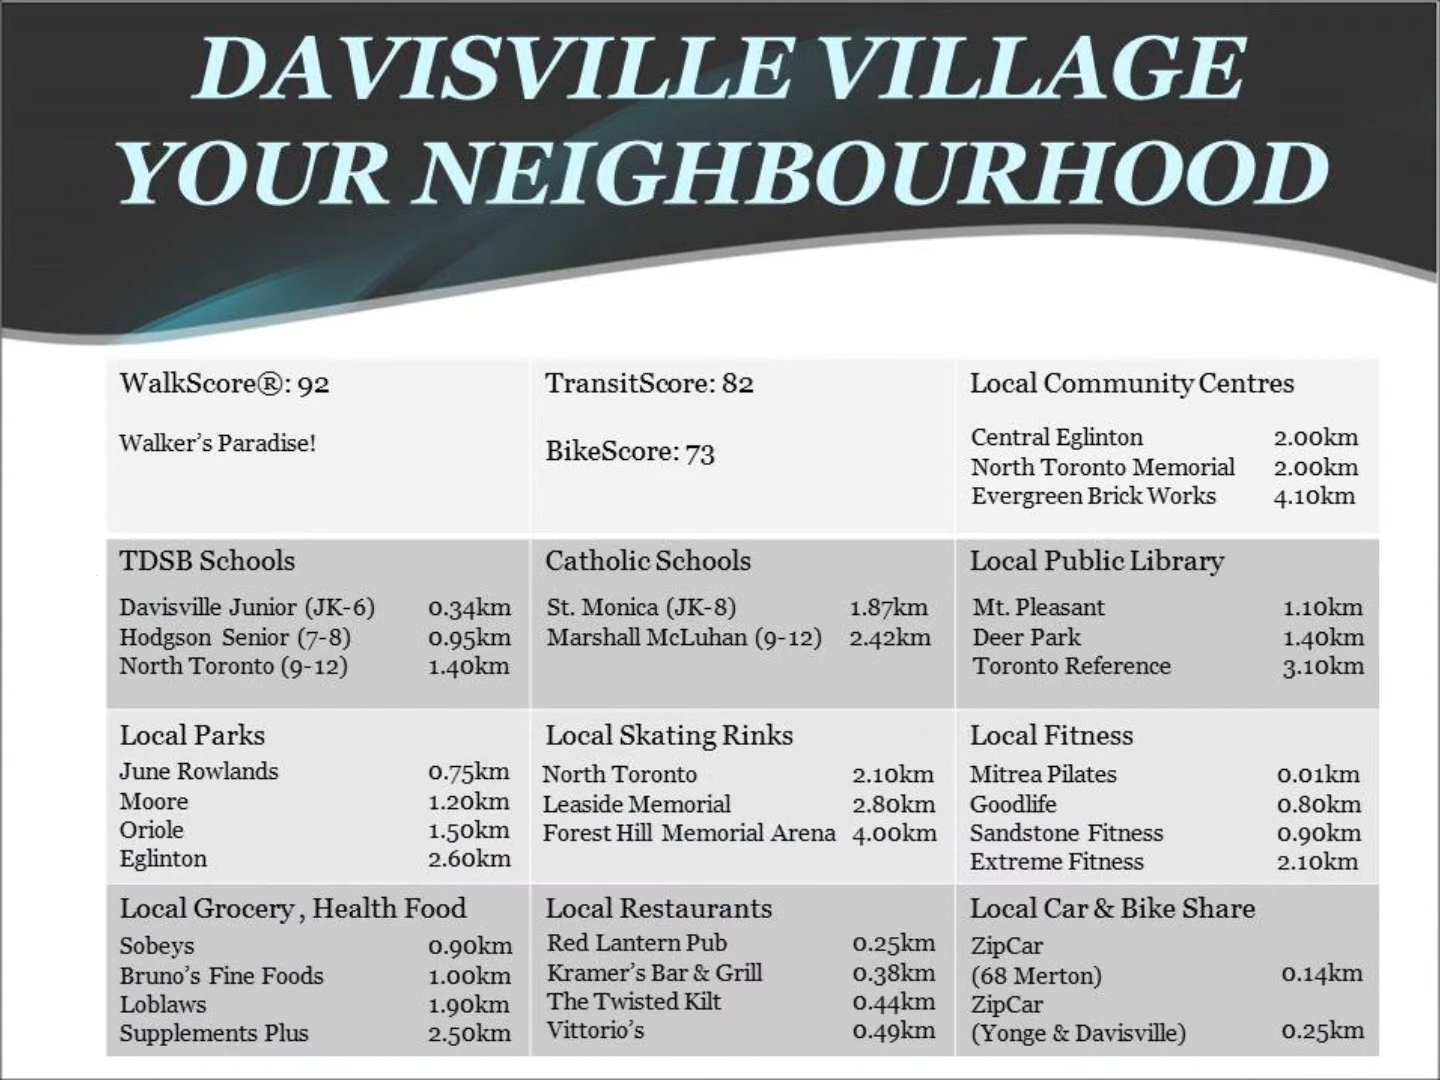 DAVISVILLE VILLAGE
YOUR NEIGHBOURHOOD
WalkScore®: 92
Walker's Paradise!
TransitScore: 82
BikeScore: 73
Local Community Centres
Central Eglinton 2.00km
North Toronto Memorial 2.00km
Evergreen Brick Works 4.10km
TDSB Schools
Davisville Junior (JK-6) 0.34km
Hodgson Senior (7-8) 0.95km
North Toronto (9-12) 1.40km
Catholic Schools
St. Monica (JK-8) 1.87km
Marshall McLuhan (9-12) 2.42km
Local Public Library
Mt. Pleasant 1.10km
Deer Park 1.40km
Toronto Reference 3.10km
Local Parks
June Rowlands 0.75km
Moore 1.20km
Oriole 1.50km
Eglinton 2.60km
Local Skating Rinks
North Toronto 2.10km
Leaside Memorial 2.80km
Forest Hill Memorial Arena 4.00km
Local Fitness
Mitrea Pilates 0.01km
Goodlife 0.80km
Sandstone Fitness 0.90km
Extreme Fitness 2.10km
Local Grocery, Health Food
Sobeys 0.90km
Bruno's Fine Foods 1.00km
Loblaws 1.90km
Supplements Plus 2.50km
Local Restaurants
Red Lantern Pub 0.25km
Kramer's Bar & Grill 0.38km
The Twisted Kilt 0.44km
Vittorio's 0.49km
Local Car & Bike Share
ZipCar
(68 Merton) 0.14km
ZipCar
(Yonge & Davisville) 0.25km